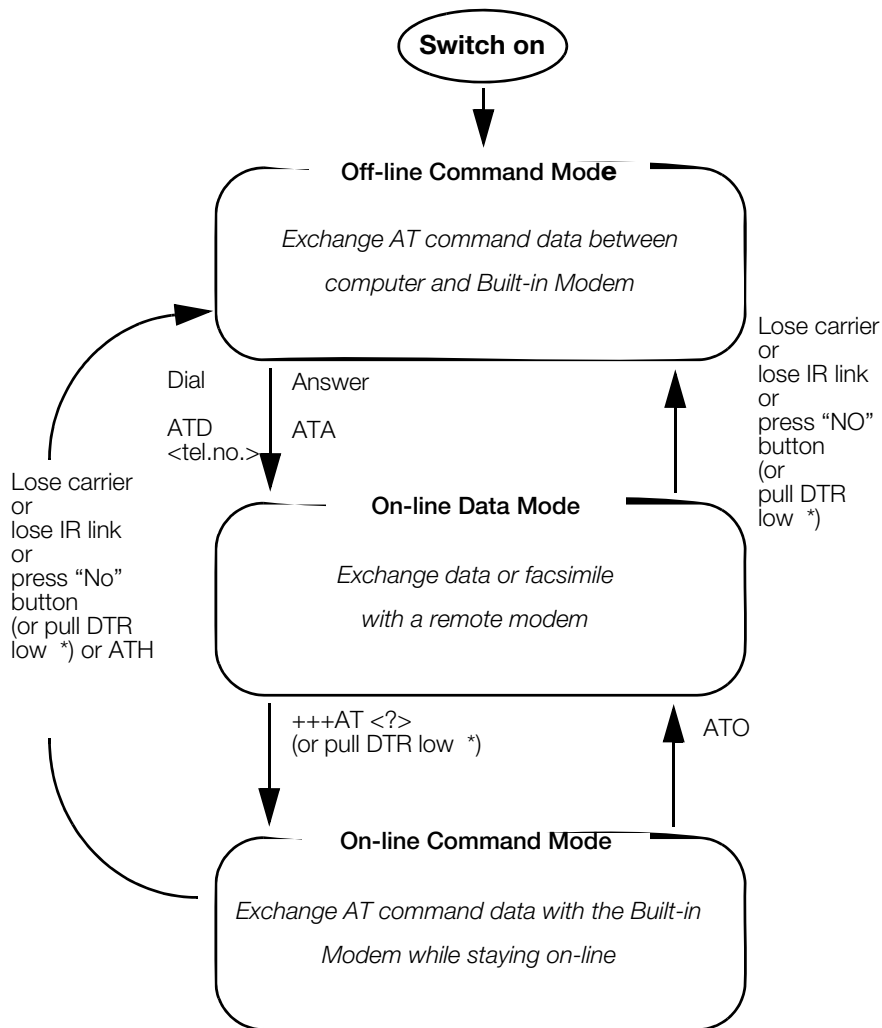 Switch on
Off-line Command Mode
Exchange AT command data between
computer and Built-in Modem
Dial
ATD
<tel.no.>
Answer
ATA
Lose carrier
or
lose IR link
or
press “NO”
button
(or
pull DTR
low *)
Lose carrier
or
lose IR link
or
press “No”
button
(or pull DTR
low *) or ATH
On-line Data Mode
Exchange data or facsimile
with a remote modem
+++AT <?>
(or pull DTR low *)
ATO
On-line Command Mode
Exchange AT command data with the Built-in
Modem while staying on-line